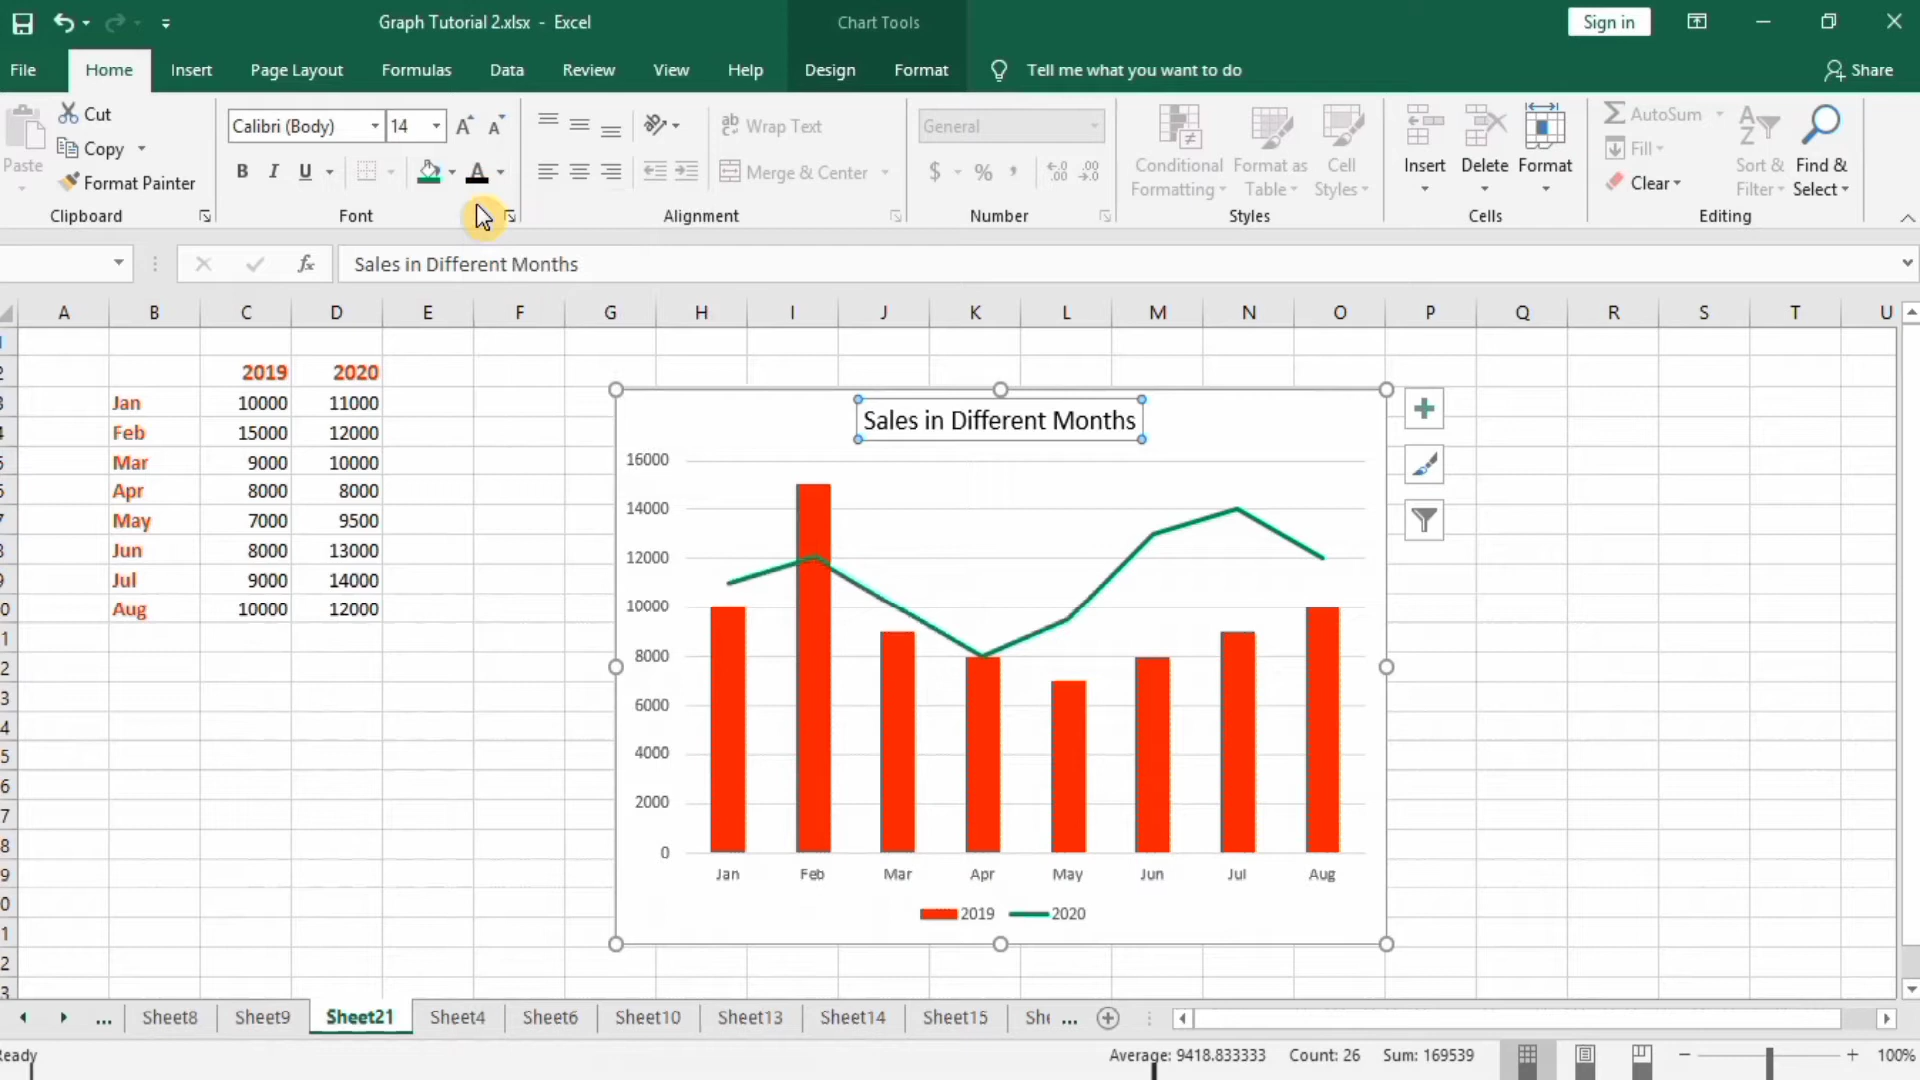 Graph Tutorial 2.xlsx - Excel
Chart Tools
Sign in
File Home Insert Page Layout Formulas Data Review View Help Design Format Tell me what you want to do Share
Paste
Cut
Copy
Format Painter
Clipboard
Calibri (Body) 14
B I U A
Font
ab Wrap Text
Merge & Center
Alignment
General
$ % ,
Number
Conditional Formatting
Format as Table
Cell Styles
Styles
Insert Delete Format
Cells
AutoSum
Fill
Clear
Sort & Filter
Find & Select
Editing
fx Sales in Different Months
A B C D E F G H I J K L M N O P Q R S T U
2019 2020
Jan 10000 11000
Feb 15000 12000
Mar 9000 10000
Apr 8000 8000
May 7000 9500
Jun 8000 13000
Jul 9000 14000
Aug 10000 12000
Sales in Different Months
16000
14000
12000
10000
8000
6000
4000
2000
0
Jan Feb Mar Apr May Jun Jul Aug
2019 2020
... Sheet8 Sheet9 Sheet21 Sheet4 Sheet6 Sheet10 Sheet13 Sheet14 Sheet15 She ...
Ready Average: 9418.833333 Count: 26 Sum: 169539 100%